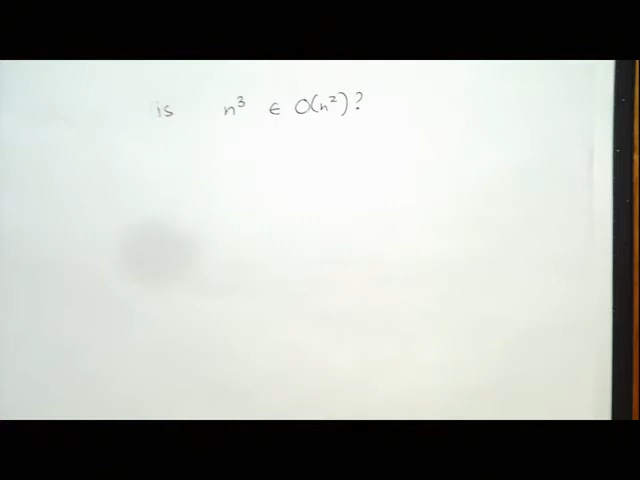 is n³ ∈ O(n²)?